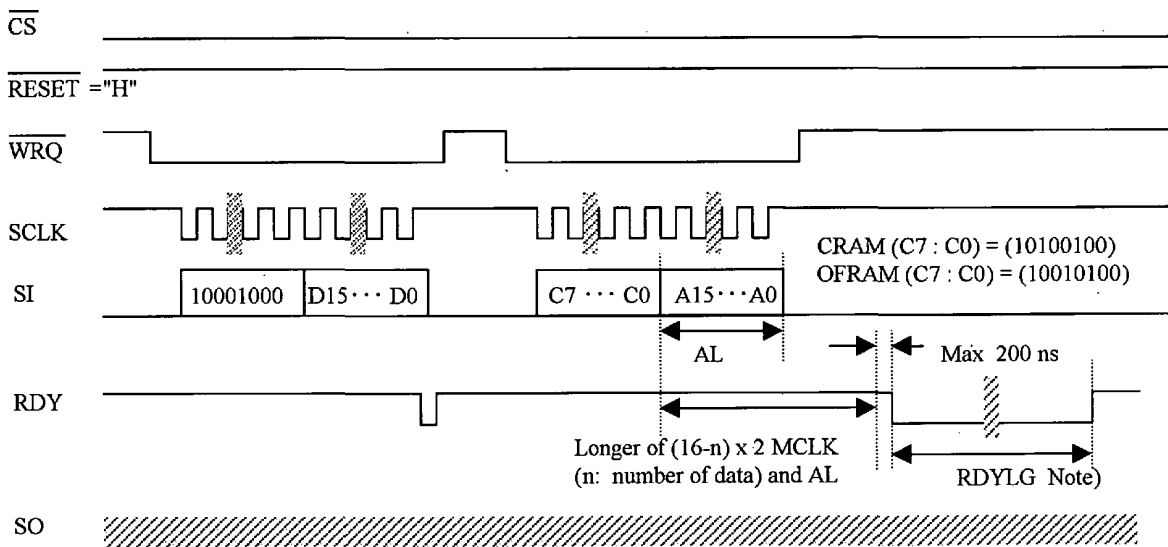 CS
RESET ="H"
WRQ
SCLK
CRAM (C7 : C0) = (10100100)
OFRAM (C7 : C0) = (10010100)
SI
10001000
D15 ··· D0
C7 ··· C0
A15 ··· A0
AL
Max 200 ns
RDY
Longer of (16-n) x 2 MCLK
(n: number of data) and AL
RDYLG Note)
SO